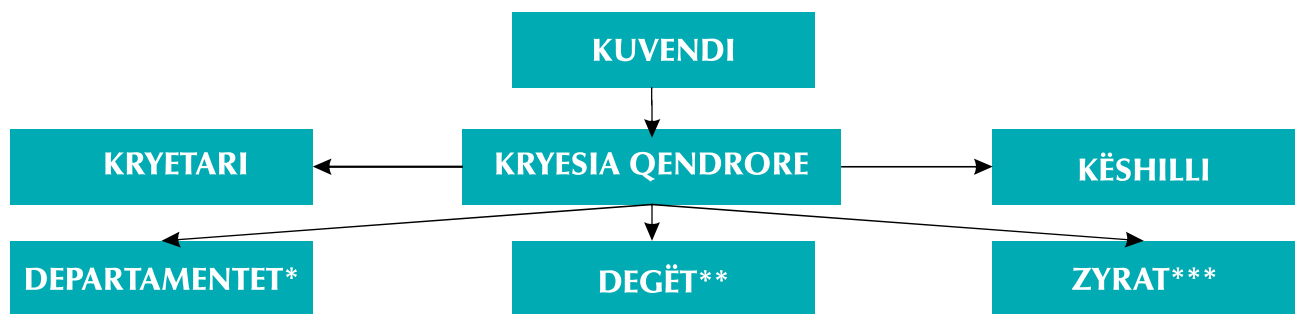 KUVENDI
KRYETARI
KRYESIA QENDRORE
KËSHILLI
DEPARTAMENTET*
DEGËT**
ZYRAT***